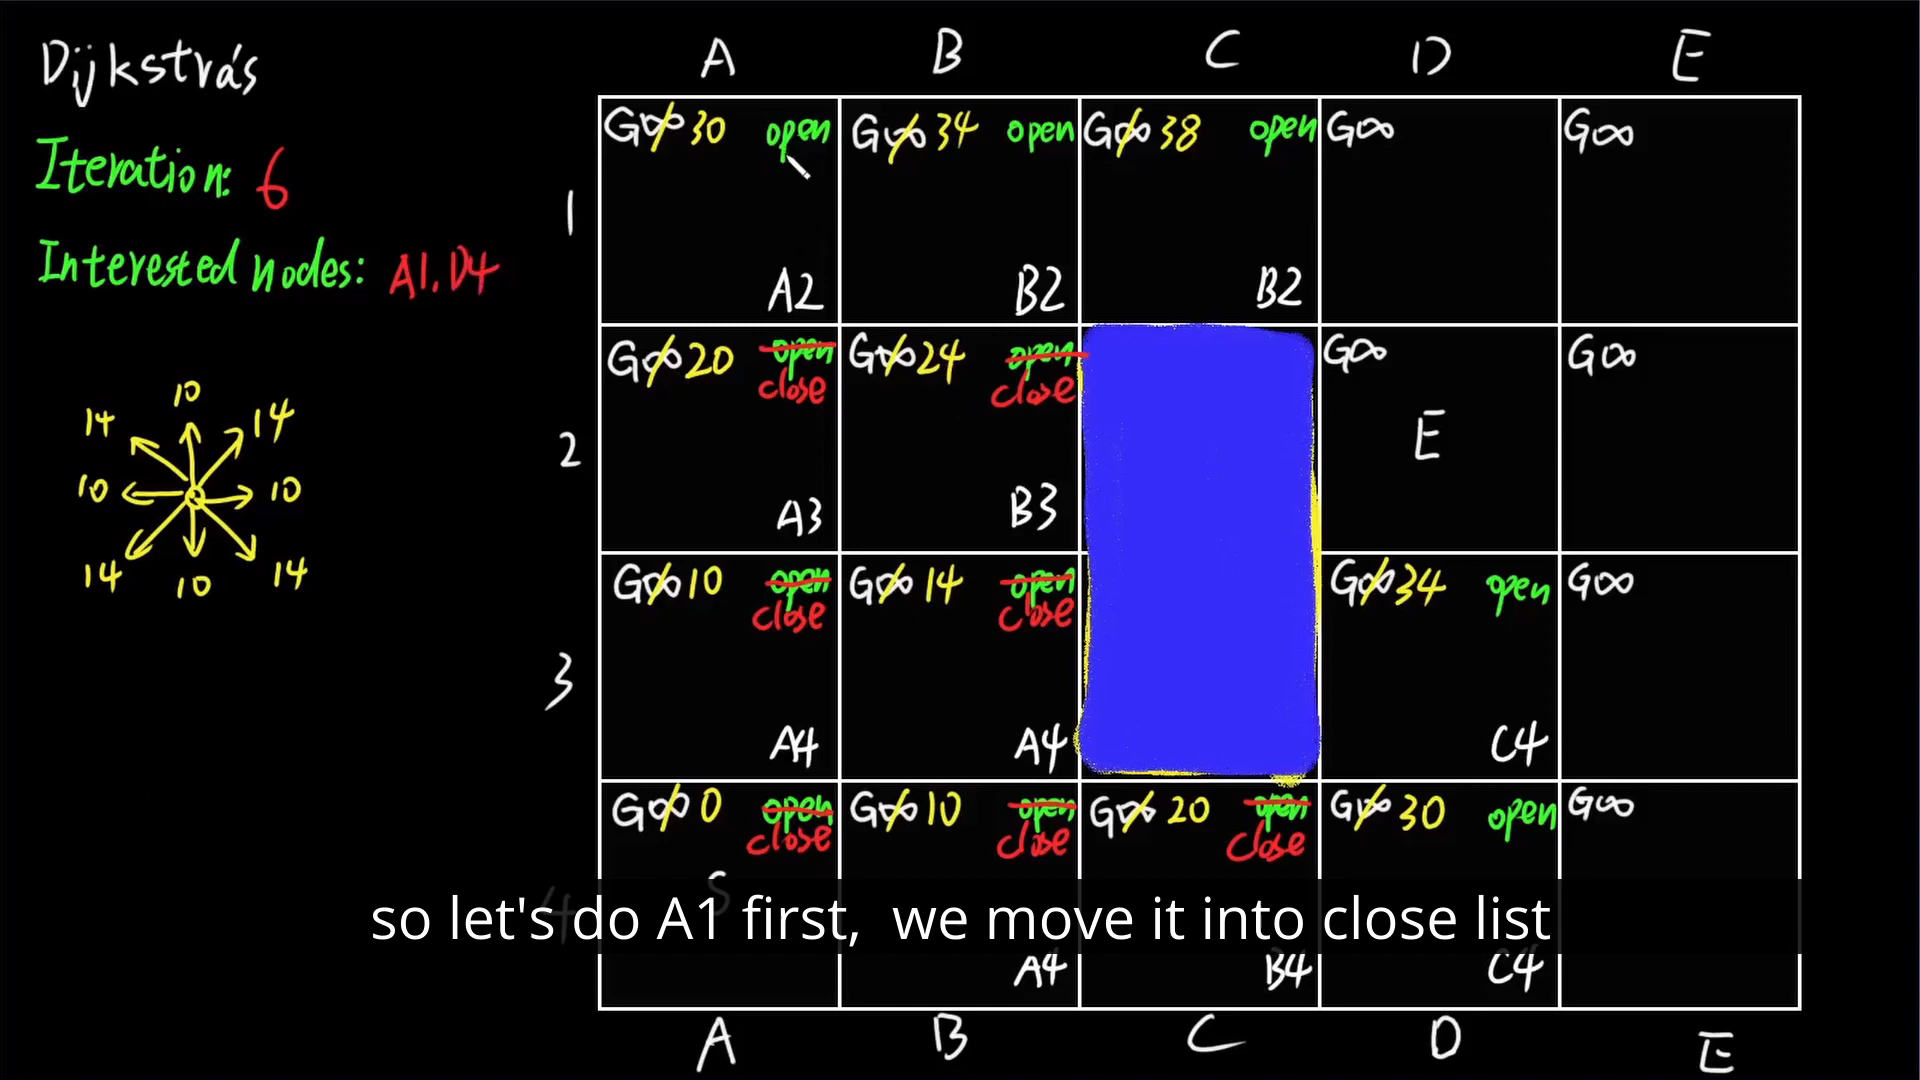 Dijkstra's
Iteration: 6
Interested nodes: A1.D4
10
14 14
10 10
14 10 14
A B C D E
1
G∞ 30 open G∞ 34 open G∞ 38 open G∞ G∞
A2 B2 B2
2
G∞ 20 open G∞ 24 open G∞ G∞
close close
E
A3 B3
3
G∞ 10 open G∞ 14 open G∞ 34 open G∞
close close
A4 A4 C4
G∞ 0 open G∞ 10 open G∞ 20 open G∞ 30 open G∞
close close close
4 S
so let's do A1 first, we move it into close list
A4 B4 C4
A B C D E